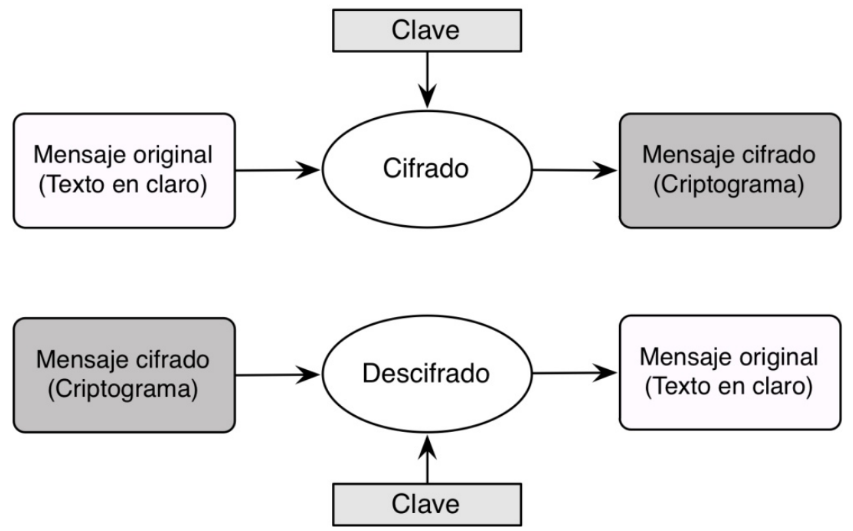 Clave
Mensaje original
(Texto en claro)
Cifrado
Mensaje cifrado
(Criptograma)
Mensaje cifrado
(Criptograma)
Descifrado
Mensaje original
(Texto en claro)
Clave